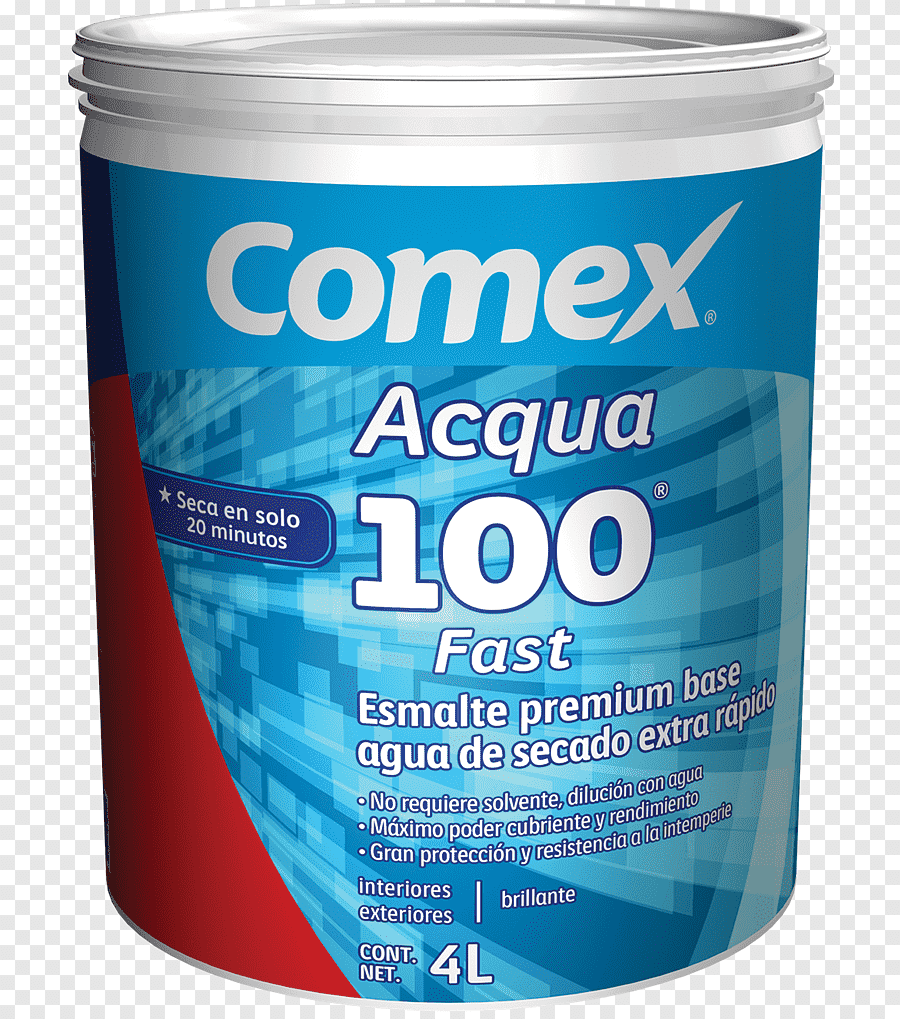 Comex®
Acqua
100®
★ Seca en solo
20 minutos
Fast
Esmalte premium base
agua de secado extra rápido
• No requiere solvente, dilución con agua
• Máximo poder cubriente y rendimiento
• Gran protección y resistencia a la intemperie
interiores
exteriores | brillante
CONT.
NET. 4L